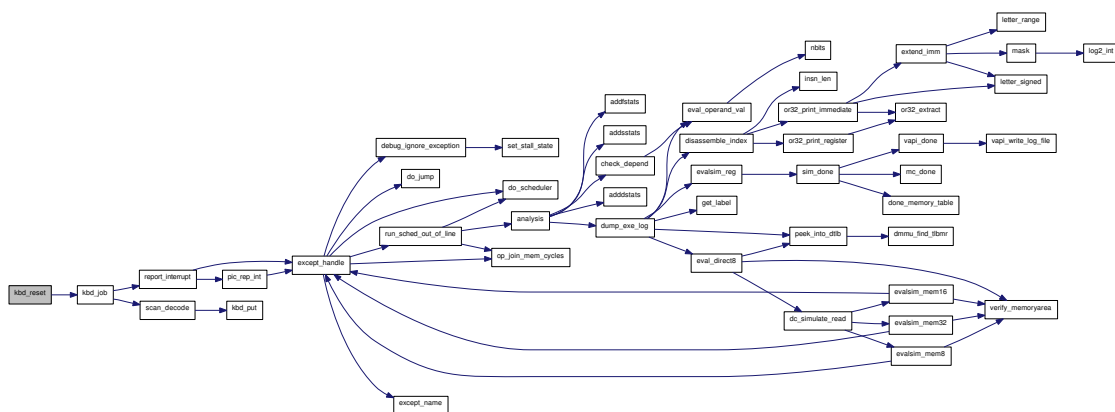 kbd_reset
kbd_job
report_interrupt
scan_decode
pic_rep_int
kbd_put
except_handle
debug_ignore_exception
do_jump
run_sched_out_of_line
except_name
set_stall_state
do_scheduler
analysis
op_join_mem_cycles
addfstats
addsstats
check_depend
adddstats
dump_exe_log
eval_operand_val
disassemble_index
evalsim_reg
get_label
eval_direct8
nbits
insn_len
or32_print_immediate
or32_print_register
sim_done
peek_into_dtlb
dc_simulate_read
extend_imm
or32_extract
vapi_done
mc_done
done_memory_table
dmmu_find_tlbmr
evalsim_mem16
evalsim_mem32
evalsim_mem8
letter_range
mask
letter_signed
vapi_write_log_file
verify_memoryarea
log2_int